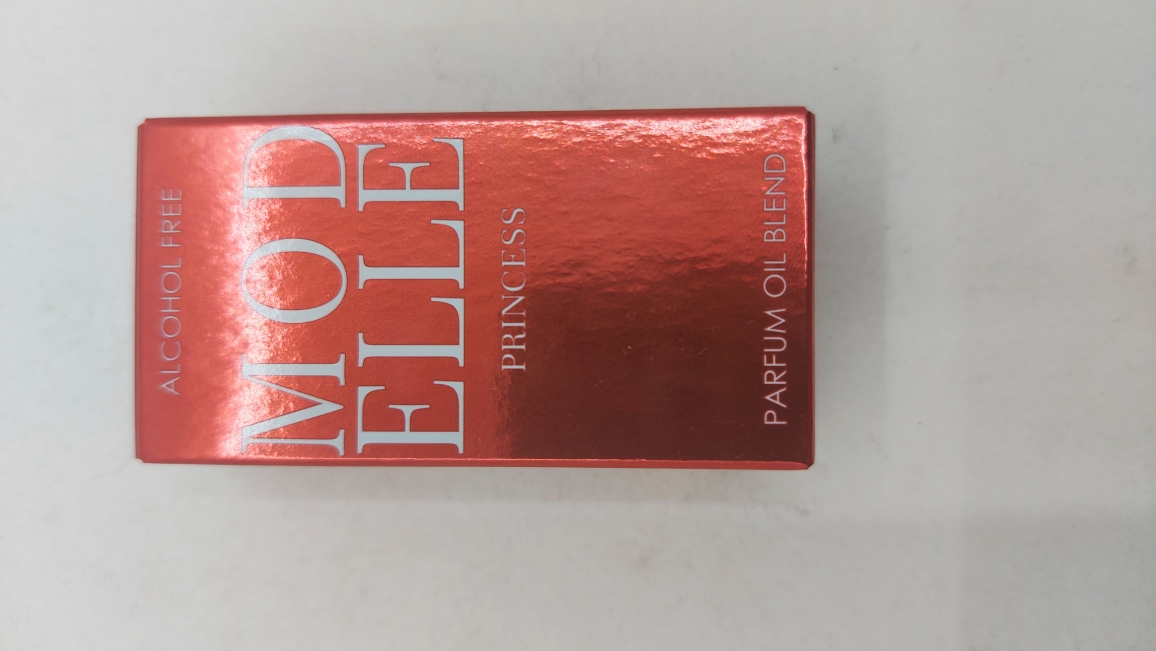 ALCOHOL FREE
MOD
ELLE
PRINCESS
PARFUM OIL BLEND